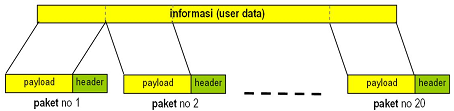 informasi (user data)
payload header payload header payload header
paket no 1 paket no 2 paket no 20